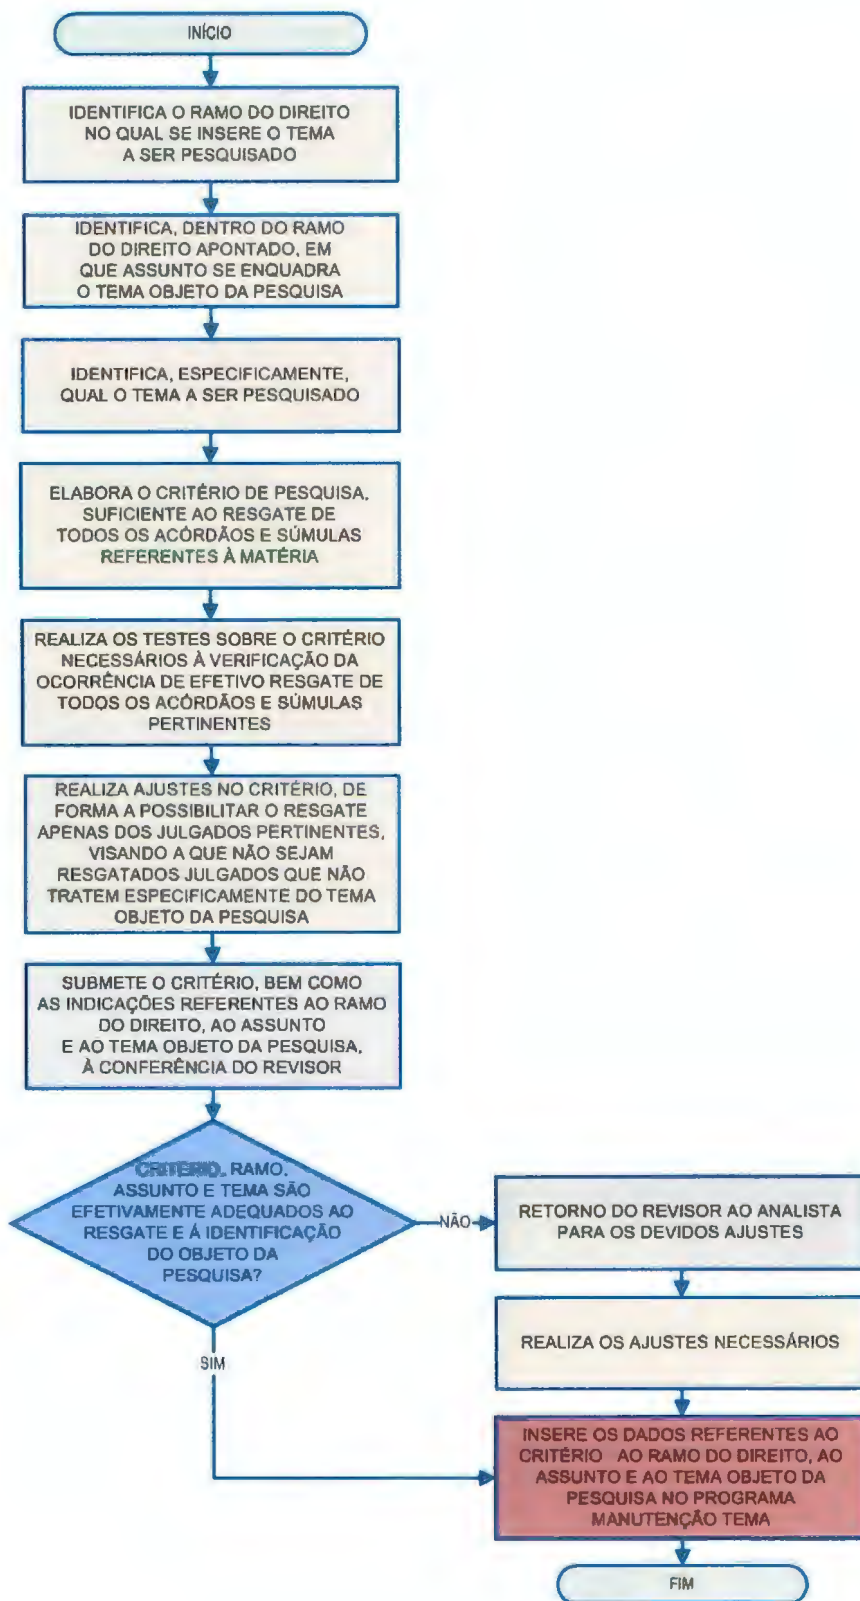 INÍCIO
IDENTIFICA O RAMO DO DIREITO
NO QUAL SE INSERE O TEMA
A SER PESQUISADO
IDENTIFICA, DENTRO DO RAMO
DO DIREITO APONTADO, EM
QUE ASSUNTO SE ENQUADRA
O TEMA OBJETO DA PESQUISA
IDENTIFICA, ESPECIFICAMENTE,
QUAL O TEMA A SER PESQUISADO
ELABORA O CRITÉRIO DE PESQUISA,
SUFICIENTE AO RESGATE DE
TODOS OS ACÓRDÃOS E SÚMULAS
REFERENTES À MATÉRIA
REALIZA OS TESTES SOBRE O CRITÉRIO
NECESSÁRIOS À VERIFICAÇÃO DA
OCORRÊNCIA DE EFETIVO RESGATE DE
TODOS OS ACÓRDÃOS E SÚMULAS
PERTINENTES
REALIZA AJUSTES NO CRITÉRIO, DE
FORMA A POSSIBILITAR O RESGATE
APENAS DOS JULGADOS PERTINENTES,
VISANDO A QUE NÃO SEJAM
RESGATADOS JULGADOS QUE NÃO
TRATEM ESPECIFICAMENTE DO TEMA
OBJETO DA PESQUISA
SUBMETE O CRITÉRIO, BEM COMO
AS INDICAÇÕES REFERENTES AO RAMO
DO DIREITO, AO ASSUNTO
E AO TEMA OBJETO DA PESQUISA,
À CONFERÊNCIA DO REVISOR
CRITÉRIO, RAMO,
ASSUNTO E TEMA SÃO
EFETIVAMENTE ADEQUADOS AO
RESGATE E Á IDENTIFICAÇÃO
DO OBJETO DA
PESQUISA?
NÃO
RETORNO DO REVISOR AO ANALISTA
PARA OS DEVIDOS AJUSTES
REALIZA OS AJUSTES NECESSÁRIOS
SIM
INSERE OS DADOS REFERENTES AO
CRITÉRIO AO RAMO DO DIREITO, AO
ASSUNTO E AO TEMA OBJETO DA
PESQUISA NO PROGRAMA
MANUTENÇÃO TEMA
FIM